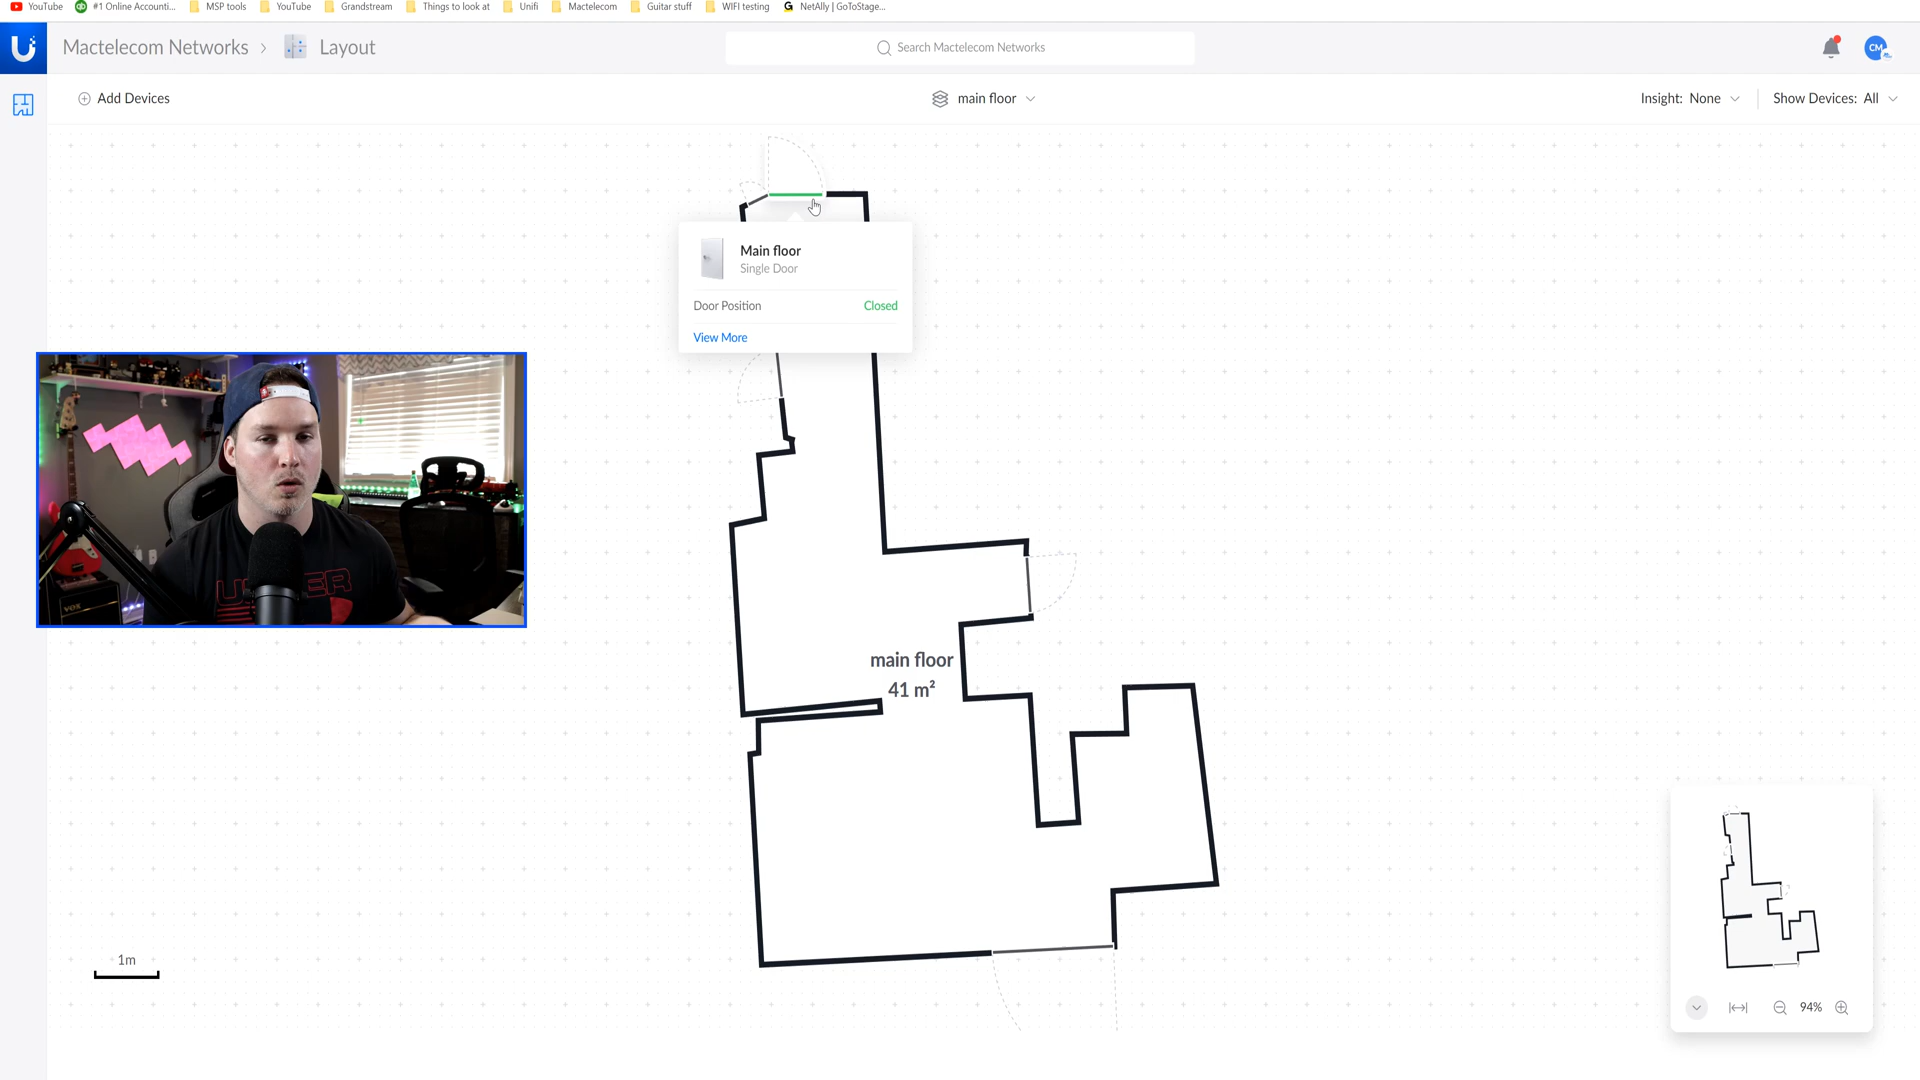 YouTube
#1 Online Accounti...
MSP tools
YouTube
Grandstream
Things to look at
Unifi
Mactelecom
Guitar stuff
WIFI testing
G NetAlly | GoToStage...
Mactelecom Networks > Layout
Search Mactelecom Networks
CM
Add Devices
main floor
Insight: None
Show Devices: All
Main floor
Single Door
Door Position Closed
View More
VOX
main floor
41 m²
1m
94%